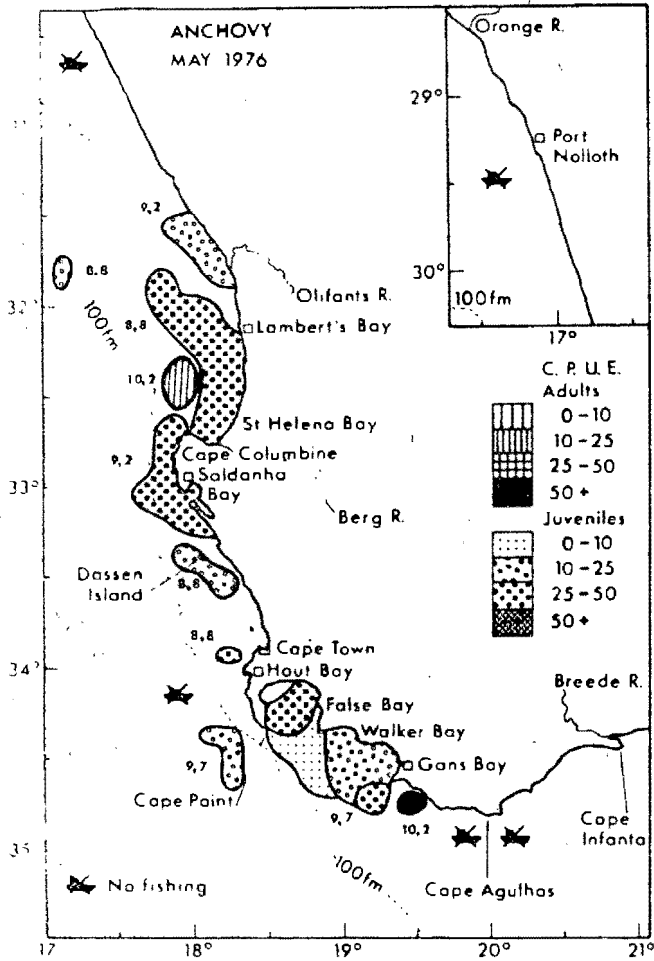 ANCHOVY
MAY 1976
Orange R.
29°
Port
Nolloth
30°
100fm
17°
9,2
8,8
32°
100fm
8,8
Olifants R.
Lambert's Bay
10,2
St Helena Bay
9,2
Cape Columbine
Saldanha
Bay
33°
Berg R.
C. P. U. E.
Adults
0-10
10-25
25-50
50+
Juveniles
0-10
10-25
25-50
50+
Dassen
Island
8,8
8,8
Cape Town
34°
Hout Bay
Breede R.
False Bay
Walker Bay
Gans Bay
9,7
Cape Point
9,7
10,2
Cape
Infanta
35
100fm
No fishing
Cape Agulhas
17
18°
19°
20°
21°